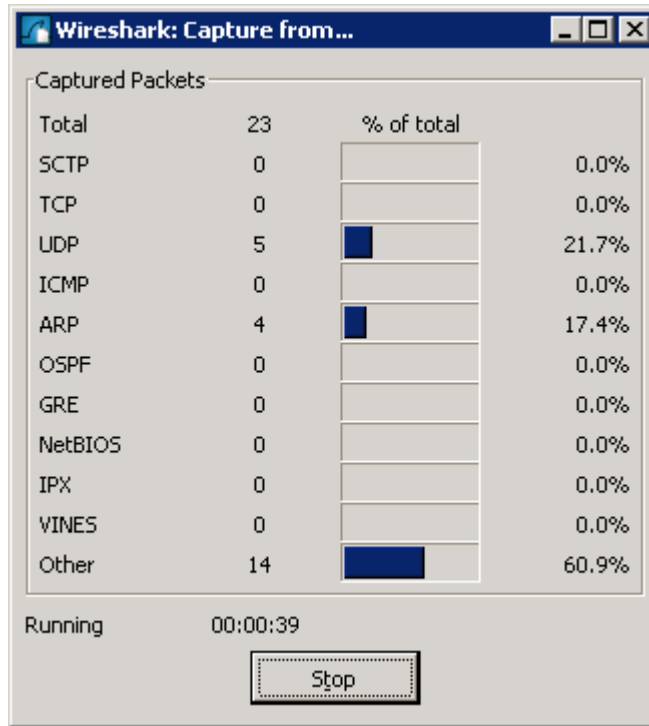 Wireshark: Capture from...
Captured Packets
Total 23 % of total
SCTP 0 0.0%
TCP 0 0.0%
UDP 5 21.7%
ICMP 0 0.0%
ARP 4 17.4%
OSPF 0 0.0%
GRE 0 0.0%
NetBIOS 0 0.0%
IPX 0 0.0%
VINES 0 0.0%
Other 14 60.9%
Running 00:00:39
Stop